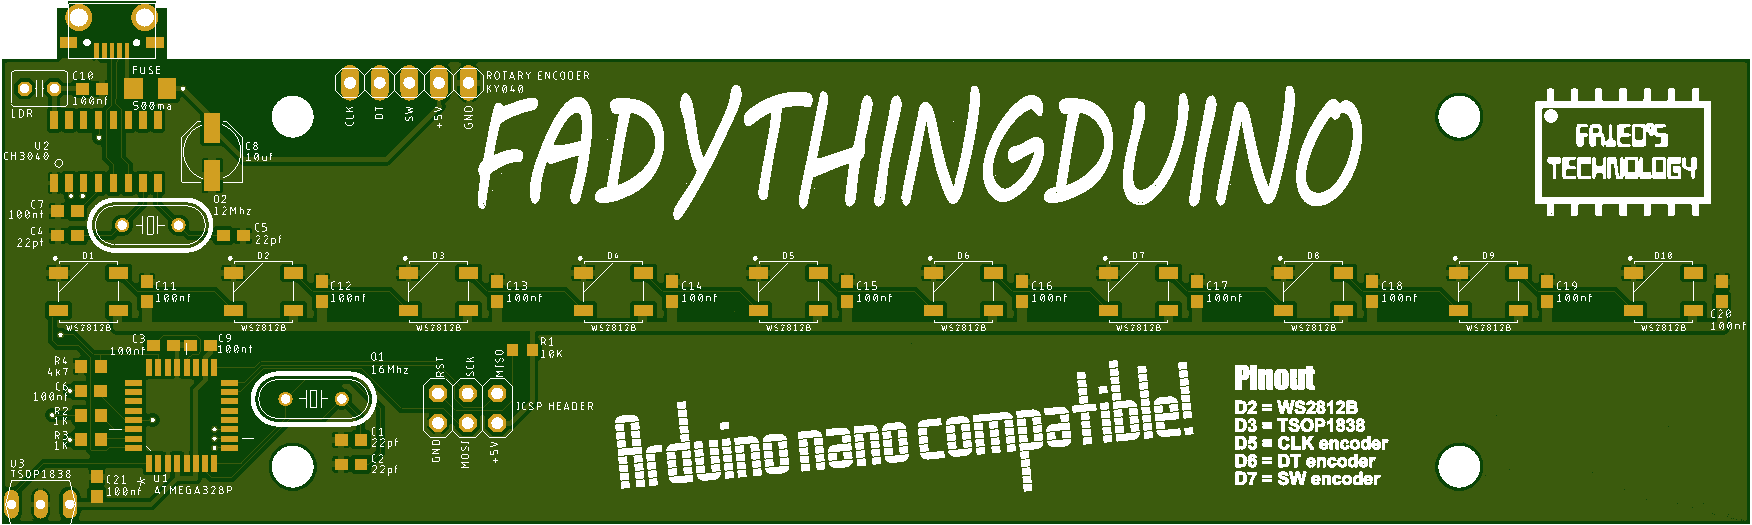 FUSE
500ma
C10
100nf
LDR
ROTARY ENCODER
KY040
CLK
DT
SW
+5V
GND
FADYTHINGDUINO
FRIED'S
TECHNOLOGY
U2
CH3040
C8
10uf
Q2
12Mhz
C7
100nf
C4
22pf
C5
22pf
D1
WS2812B
C11
100nf
D2
WS2812B
C12
100nf
D3
WS2812B
C13
100nf
D4
WS2812B
C14
100nf
D5
WS2812B
C15
100nf
D6
WS2812B
C16
100nf
D7
WS2812B
C17
100nf
D8
WS2812B
C18
100nf
D9
WS2812B
C19
100nf
D10
WS2812B
C20
100nf
C3
100nf
C9
100nf
R4
4K7
C6
100nf
R2
1K
R3
1K
Q1
16Mhz
RST
SCK
MISO
R1
10K
ICSP HEADER
GND
MOSI
+5V
C1
22pf
C2
22pf
U3
TSOP1838
C21
100nf
*
U1
ATMEGA328P
Arduino nano compatible!
Pinout
D2 = WS2812B
D3 = TSOP1838
D5 = CLK encoder
D6 = DT encoder
D7 = SW encoder